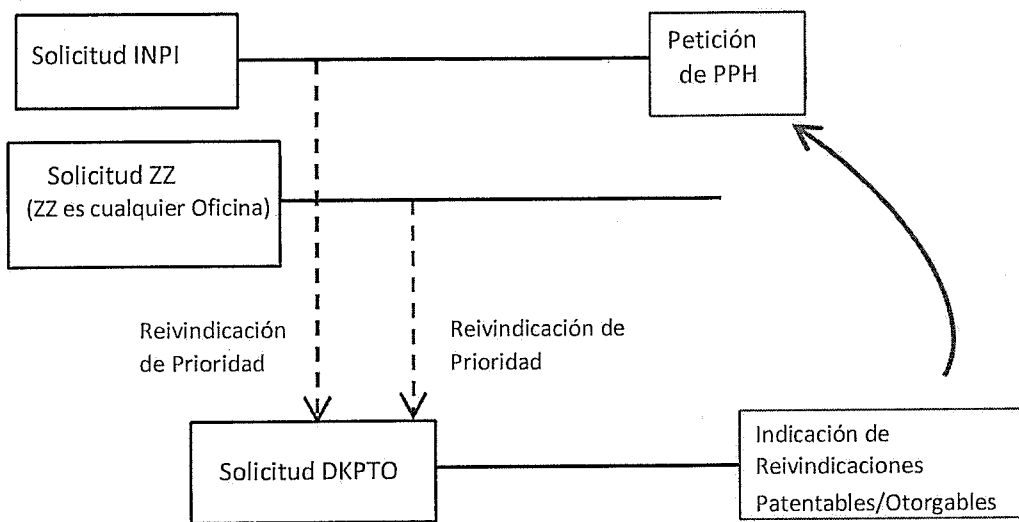 Solicitud INPI
Petición
de PPH
Solicitud ZZ
(ZZ es cualquier Oficina)
Reivindicación
de Prioridad
Reivindicación de
Prioridad
Solicitud DKPTO
Indicación de
Reivindicaciones
Patentables/Otorgables